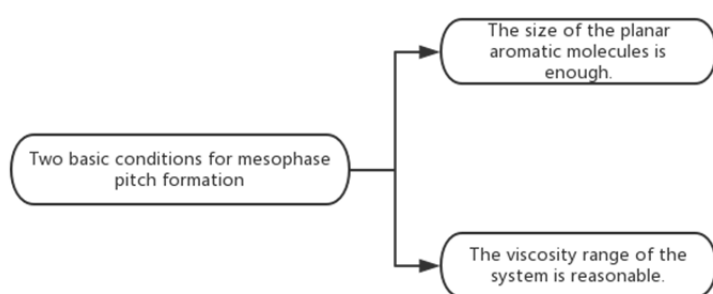 The size of the planar
aromatic molecules is
enough.
Two basic conditions for mesophase
pitch formation
The viscosity range of the
system is reasonable.